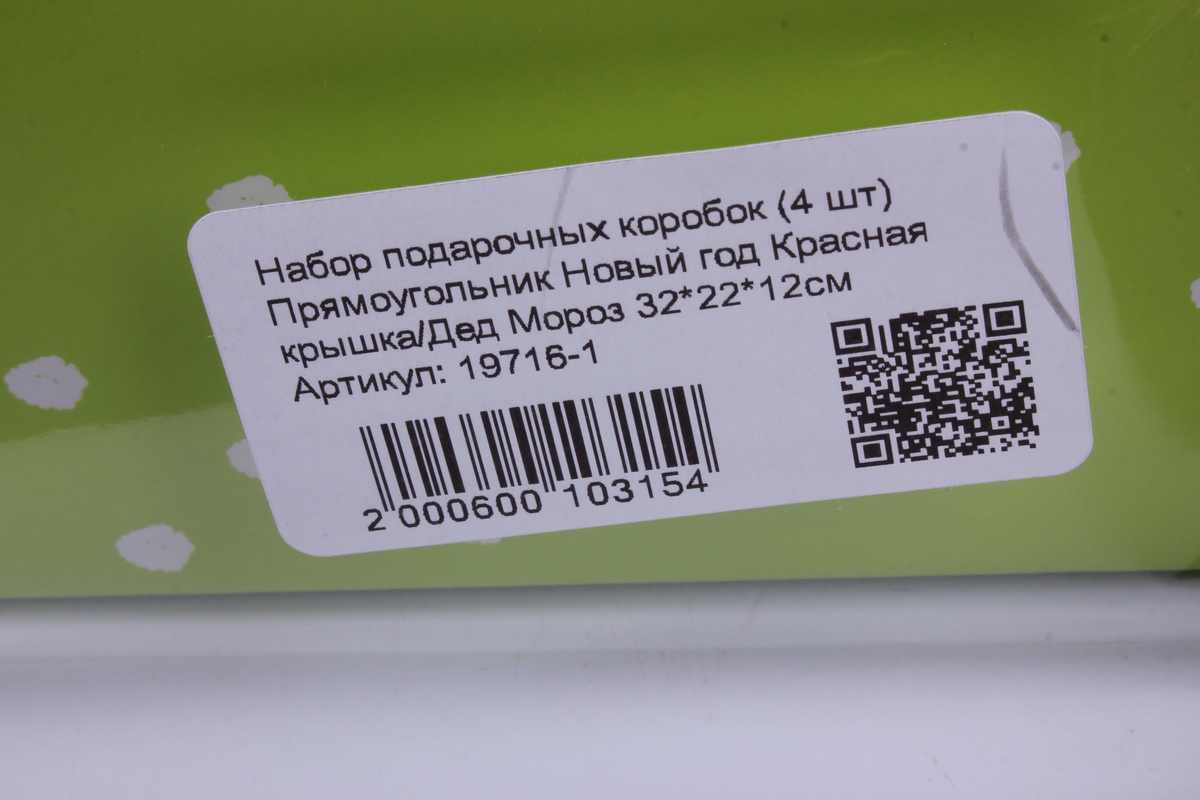 Набор подарочных коробок (4 шт)
Прямоугольник Новый год Красная
крышка/Дед Мороз 32*22*12см
Артикул: 19716-1
2 000600 103154